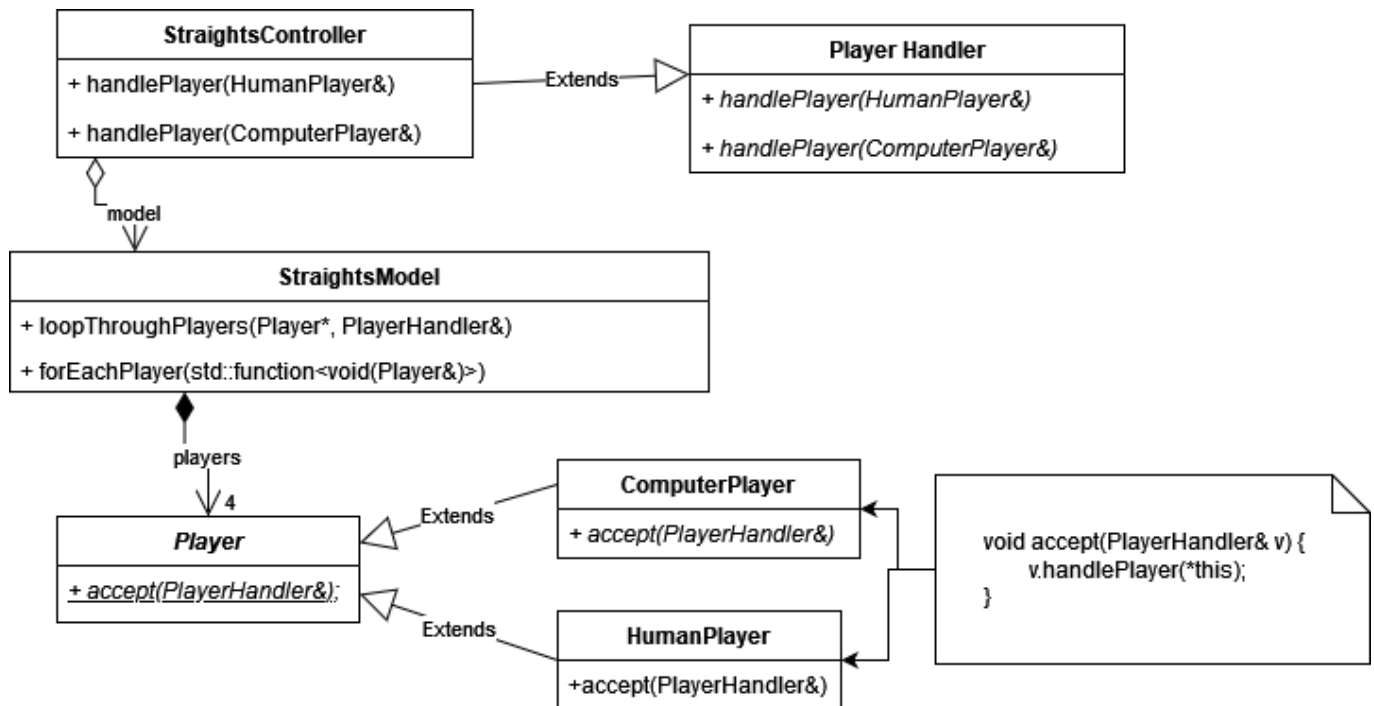 StraightsController
+ handlePlayer(HumanPlayer&)
+ handlePlayer(ComputerPlayer&)
Extends
Player Handler
+ handlePlayer(HumanPlayer&)
+ handlePlayer(ComputerPlayer&)
model
StraightsModel
+ loopThroughPlayers(Player*, PlayerHandler&)
+ forEachPlayer(std::function<void(Player&)>)
players
4
Player
+ accept(PlayerHandler&);
Extends
ComputerPlayer
+ accept(PlayerHandler&)
Extends
HumanPlayer
+accept(PlayerHandler&)
void accept(PlayerHandler& v) {
v.handlePlayer(*this);
}